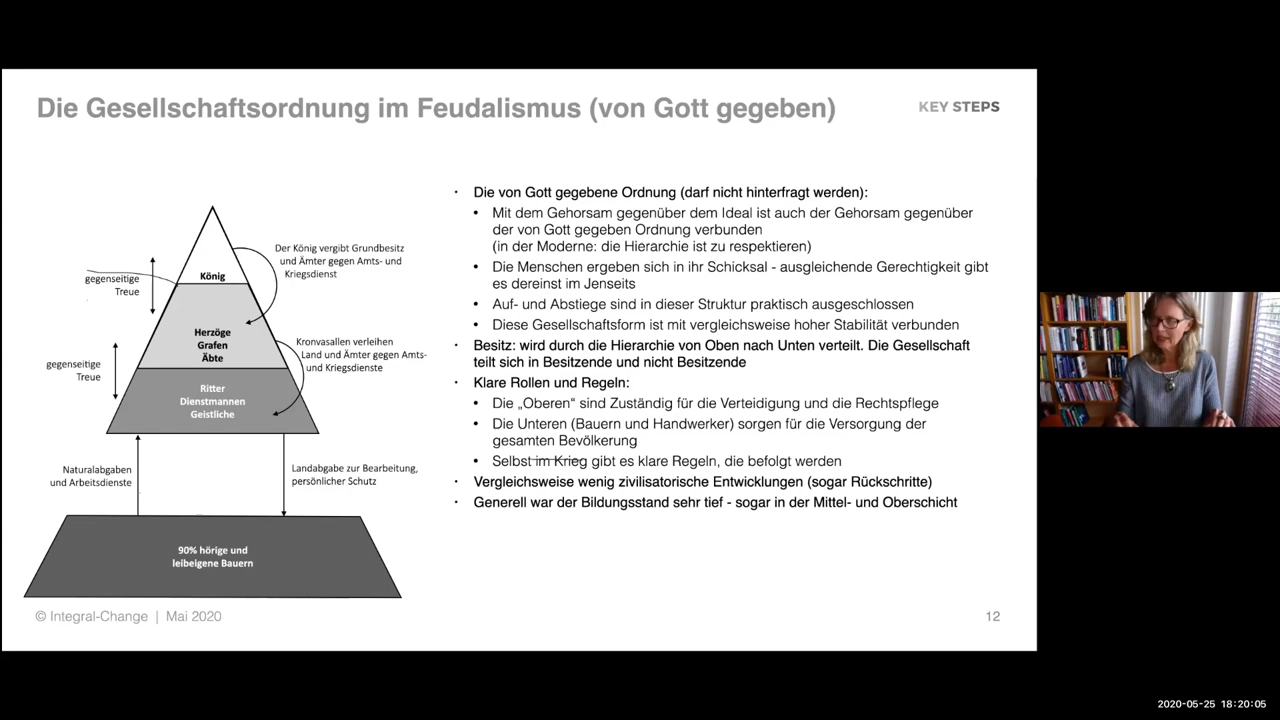 Die Gesellschaftsordnung im Feudalismus (von Gott gegeben)
KEY STEPS
Der König vergibt Grundbesitz
und Ämter gegen Amts- und
Kriegsdienst
gegenseitige
Treue
König
Herzöge
Grafen
Äbte
Kronvasallen verleihen
Land und Ämter gegen Amts-
und Kriegsdienste
gegenseitige
Treue
Ritter
Dienstmannen
Geistliche
Naturalabgaben
und Arbeitsdienste
Landabgabe zur Bearbeitung,
persönlicher Schutz
90% hörige und
leibeigene Bauern
· Die von Gott gegebene Ordnung (darf nicht hinterfragt werden):
• Mit dem Gehorsam gegenüber dem Ideal ist auch der Gehorsam gegenüber
der von Gott gegeben Ordnung verbunden
(in der Moderne: die Hierarchie ist zu respektieren)
• Die Menschen ergeben sich in ihr Schicksal - ausgleichende Gerechtigkeit gibt
es dereinst im Jenseits
• Auf- und Abstiege sind in dieser Struktur praktisch ausgeschlossen
• Diese Gesellschaftsform ist mit vergleichsweise hoher Stabilität verbunden
· Besitz: wird durch die Hierarchie von Oben nach Unten verteilt. Die Gesellschaft
teilt sich in Besitzende und nicht Besitzende
· Klare Rollen und Regeln:
• Die „Oberen“ sind Zuständig für die Verteidigung und die Rechtspflege
• Die Unteren (Bauern und Handwerker) sorgen für die Versorgung der
gesamten Bevölkerung
• Selbst im Krieg gibt es klare Regeln, die befolgt werden
· Vergleichsweise wenig zivilisatorische Entwicklungen (sogar Rückschritte)
· Generell war der Bildungsstand sehr tief - sogar in der Mittel- und Oberschicht
© Integral-Change | Mai 2020
12
2020-05-25 18:20:05